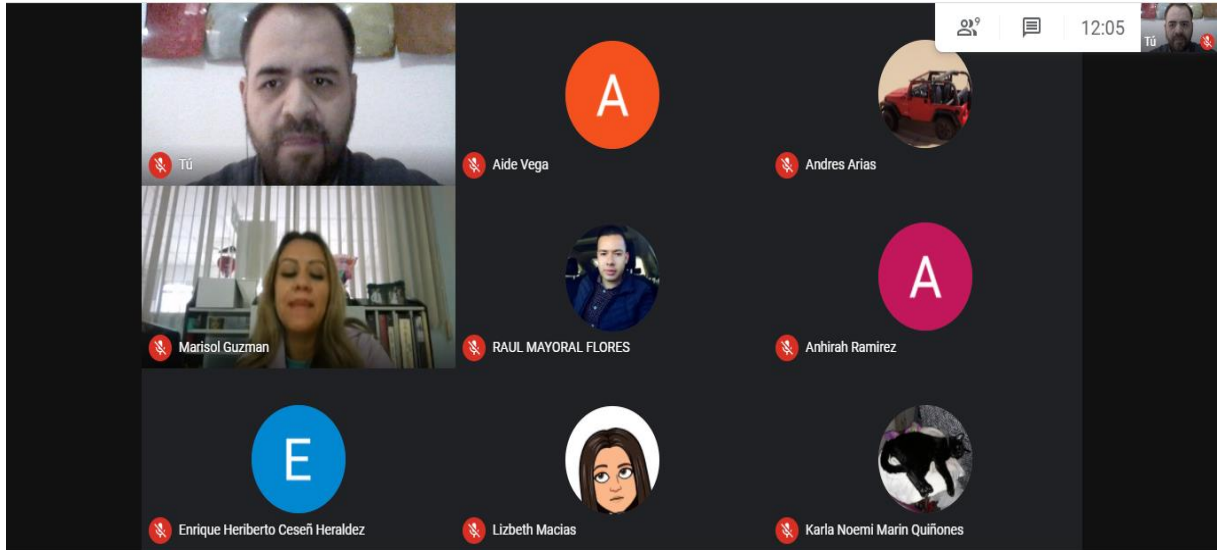 9
12:05
Tú
Tú
A
Aide Vega
Andres Arias
Marisol Guzman
RAUL MAYORAL FLORES
A
Anhirah Ramirez
E
Enrique Heriberto Ceseñ Heraldez
Lizbeth Macias
Karla Noemi Marin Quiñones